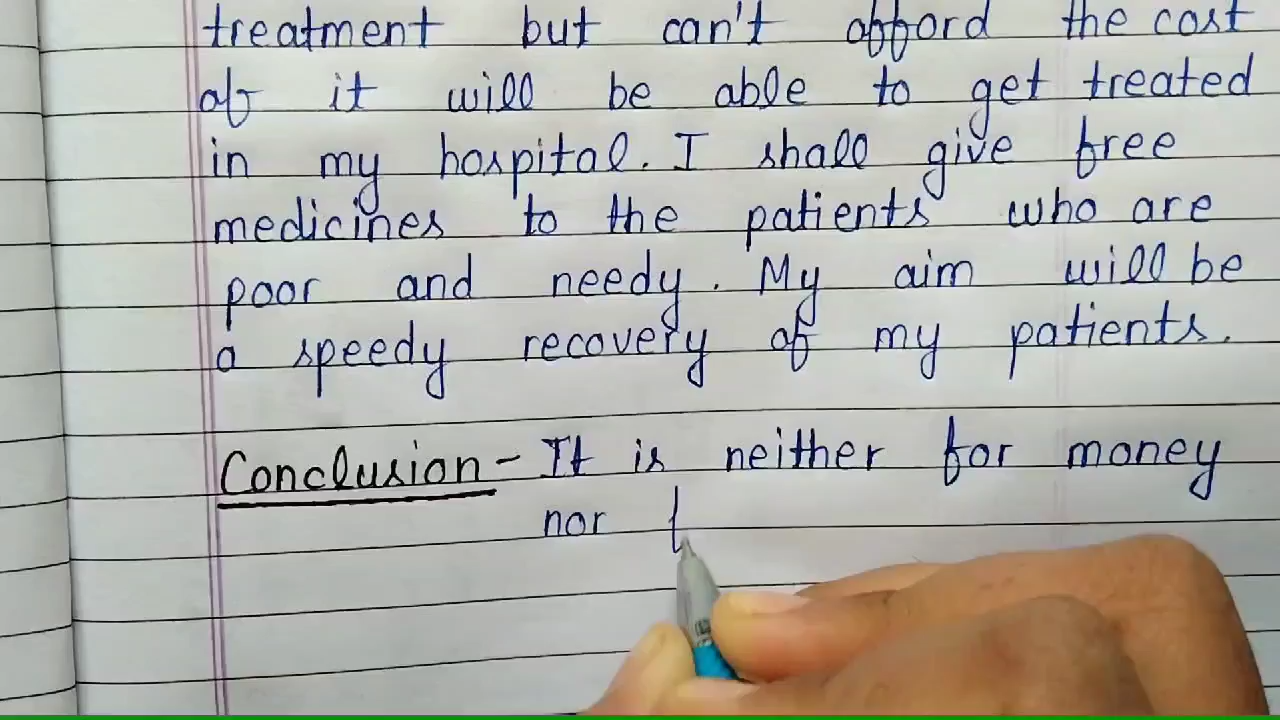 treatment but can't afford the cost
of it will be able to get treated
in my hospital. I shall give free
medicines to the patients who are
poor and needy. My aim will be
a speedy recovery of my patients.
Conclusion - It is neither for money
nor